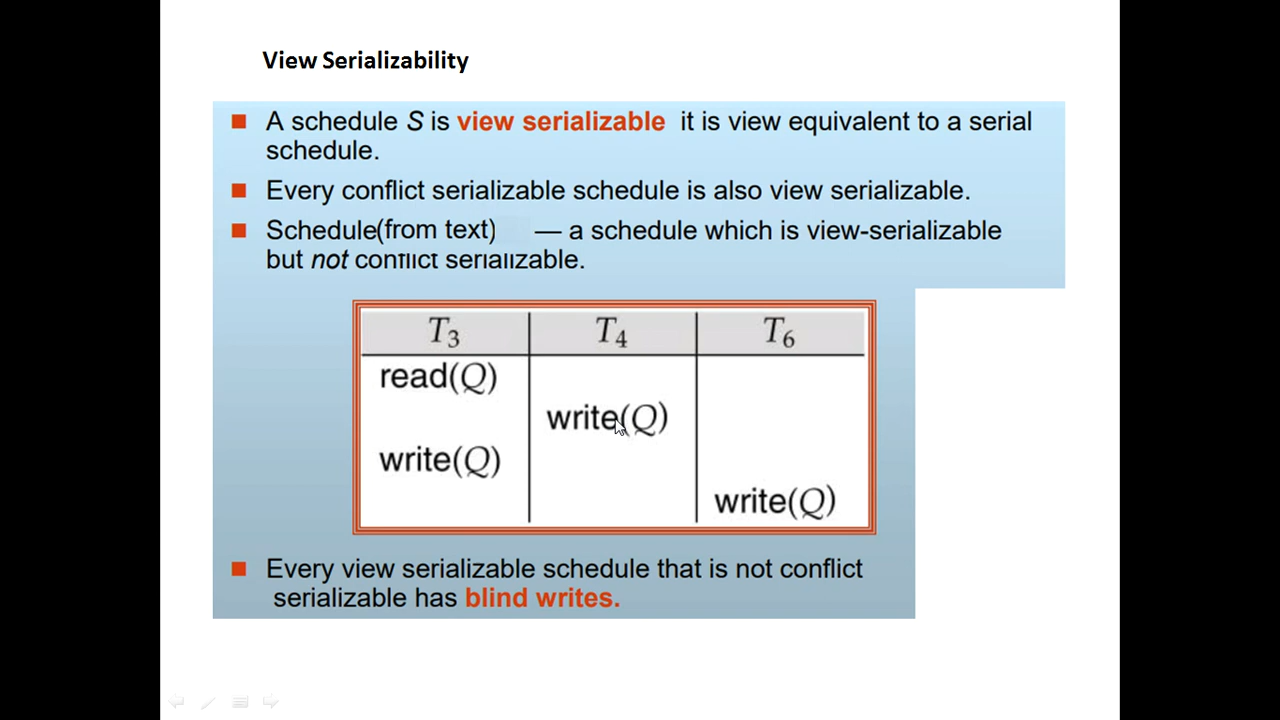 View Serializability
A schedule S is view serializable it is view equivalent to a serial
schedule.
Every conflict serializable schedule is also view serializable.
Schedule(from text) — a schedule which is view-serializable
but not conflict serializable.
T3 T4 T6
read(Q)
write(Q)
write(Q)
write(Q)
Every view serializable schedule that is not conflict
serializable has blind writes.